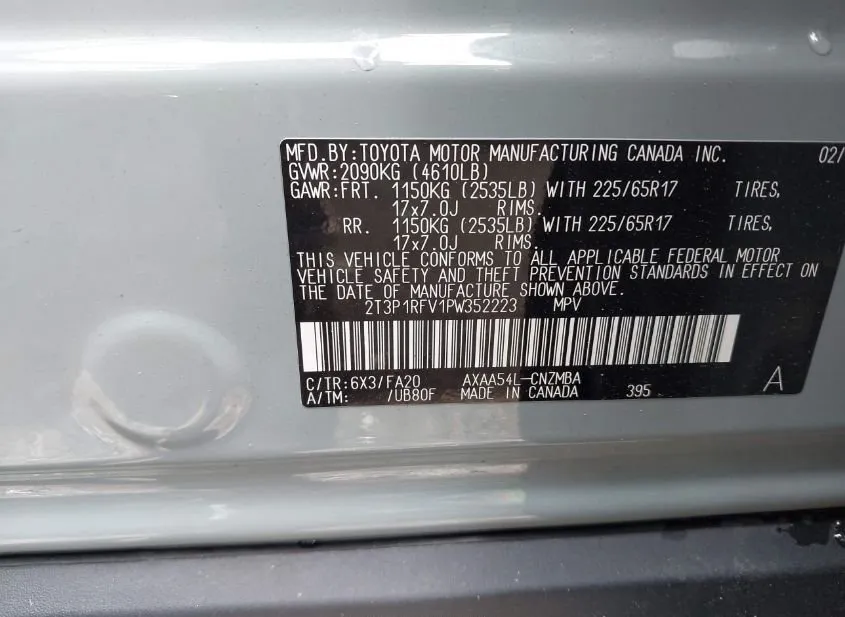 MFD.BY:TOYOTA MOTOR MANUFACTURING CANADA INC. 02/
GVWR:2090KG (4610LB)
GAWR:FRT. 1150KG (2535LB) WITH 225/65R17 TIRES,
17x7.0J RIMS.
RR. 1150KG (2535LB) WITH 225/65R17 TIRES,
17x7.0J RIMS.
THIS VEHICLE CONFORMS TO ALL APPLICABLE FEDERAL MOTOR
VEHICLE SAFETY AND THEFT PREVENTION STANDARDS IN EFFECT ON
THE DATE OF MANUFACTURE SHOWN ABOVE.
2T3P1RFV1PW352223 MPV
C/TR:6X3/FA20 AXAA54L-CNZMBA A
A/TM: /UB80F MADE IN CANADA 395